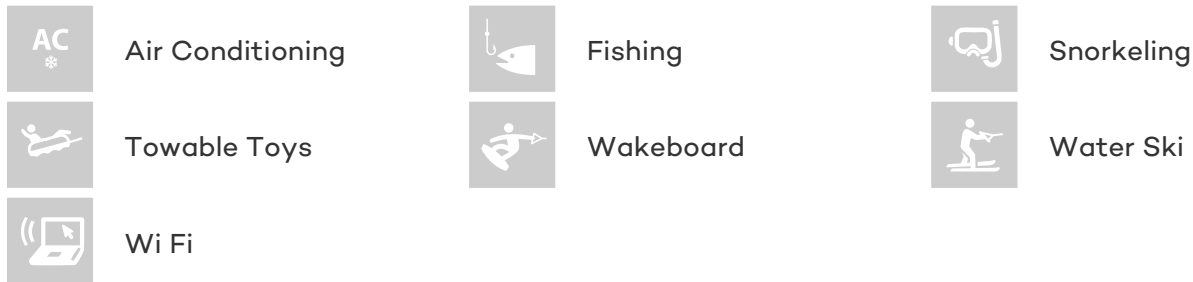 AC
Air Conditioning
Fishing
Snorkeling
Towable Toys
Wakeboard
Water Ski
Wi Fi